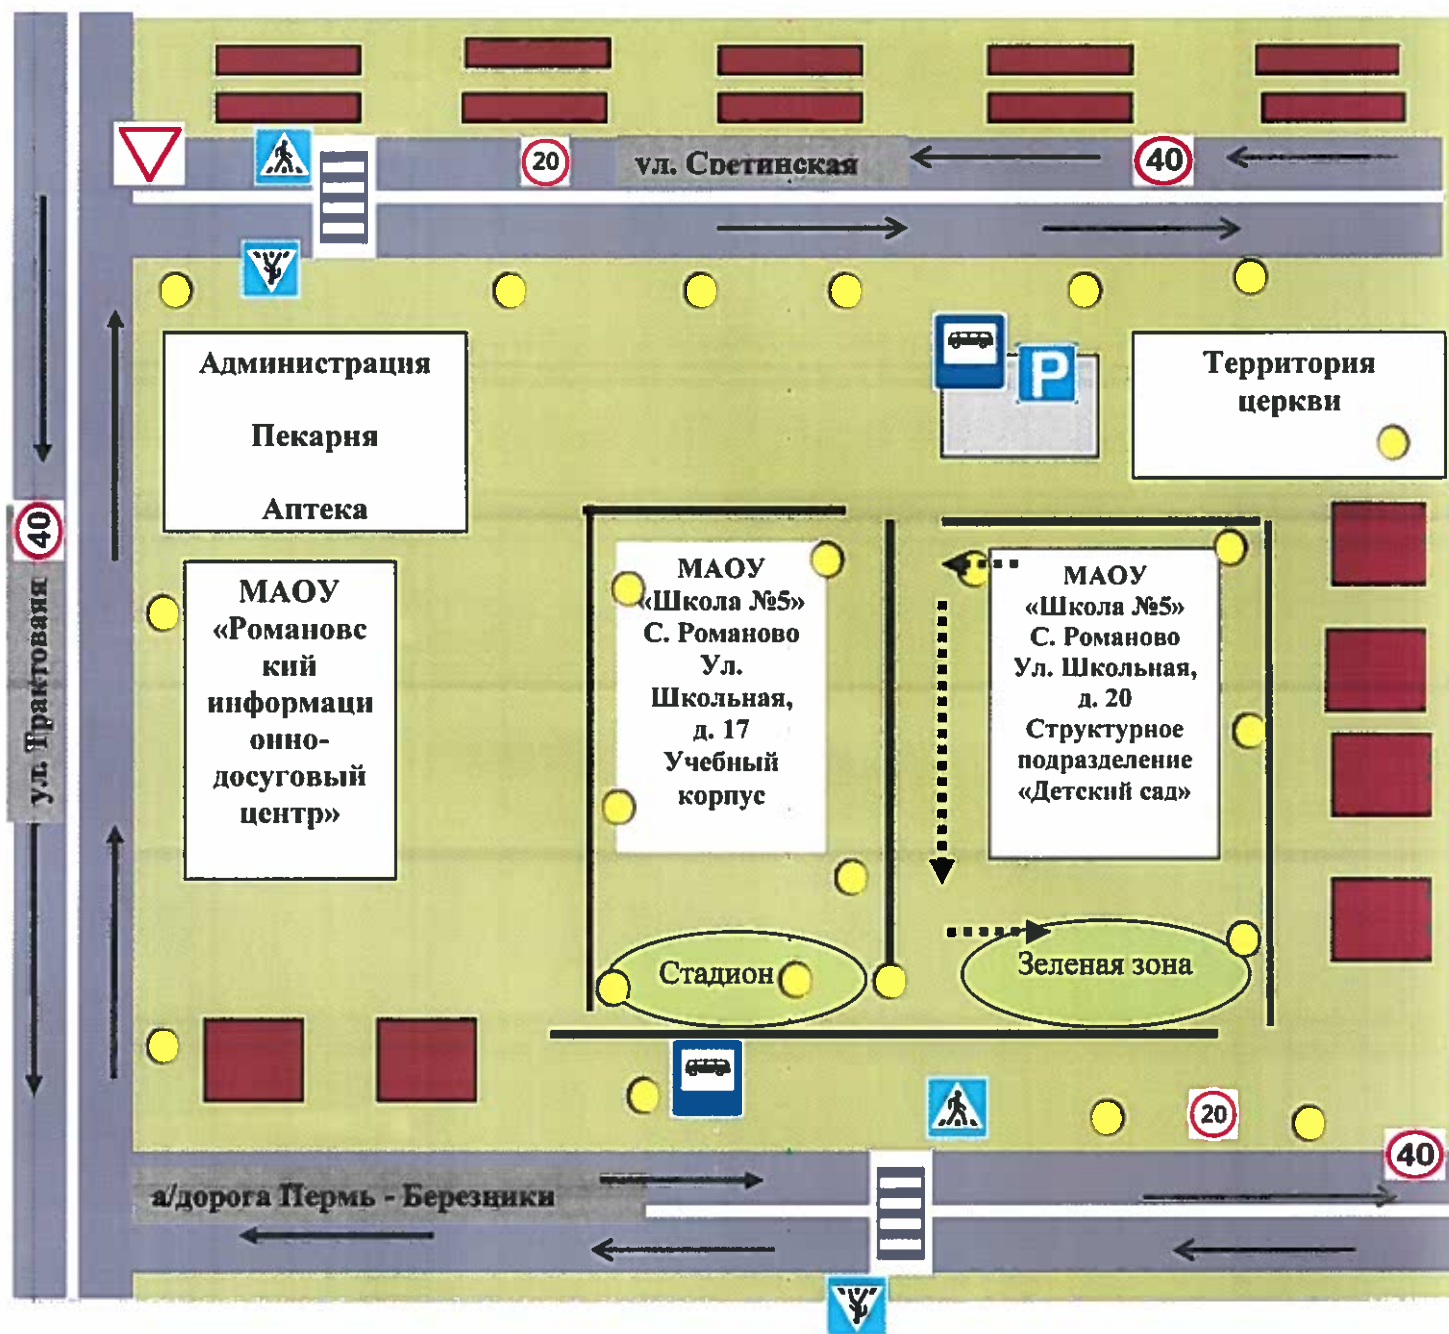 20
ул. Сретинская
40
Администрация
Пекарня
Аптека
P
Территория
церкви
40
ул. Трактоваяя
МАОУ
«Романовс
кий
информаци
онно-
досуговый
центр»
МАОУ
«Школа №5»
С. Романово
Ул.
Школьная,
д. 17
Учебный
корпус
МАОУ
«Школа №5»
С. Романово
Ул. Школьная,
д. 20
Структурное
подразделение
«Детский сад»
Стадион
Зеленая зона
20
40
а/дорога Пермь - Березники